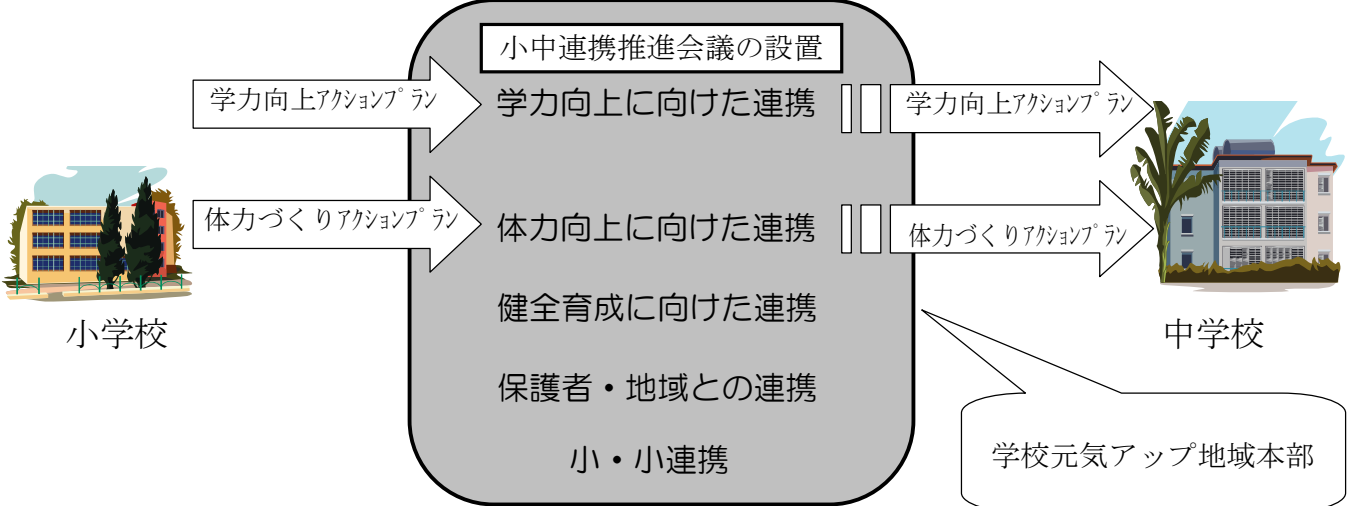 小中連携推進会議の設置
学力向上アクションプラン
学力向上に向けた連携
学力向上アクションプラン
体力づくりアクションプラン
体力向上に向けた連携
体力づくりアクションプラン
健全育成に向けた連携
小学校
中学校
保護者・地域との連携
学校元気アップ地域本部
小・小連携